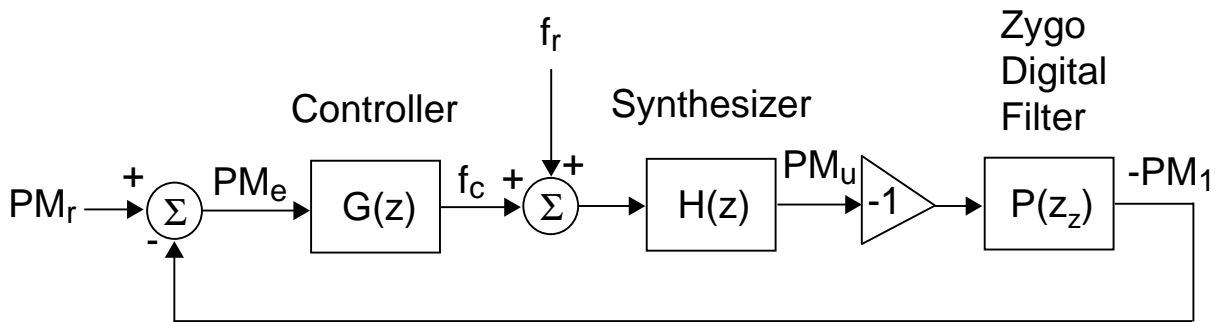 Zygo
Digital
Filter
f_r
Controller
Synthesizer
PM_r
+
Σ
-
PM_e
G(z)
f_c
+
+
Σ
H(z)
PM_u
-1
P(z_z)
-PM_1